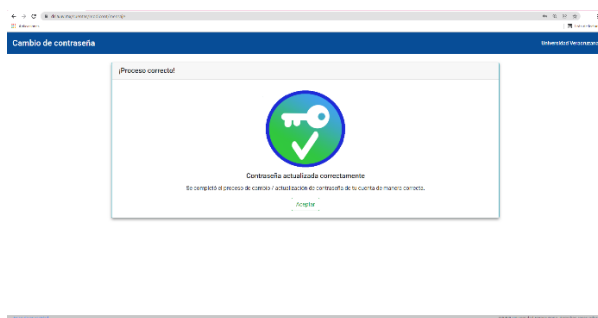 Cambio de contraseña
Universidad Veracruzana
¡Proceso correcto!
Contraseña actualizada correctamente
Se completó el proceso de cambio / actualización de contraseña de tu cuenta de manera correcta.
Aceptar